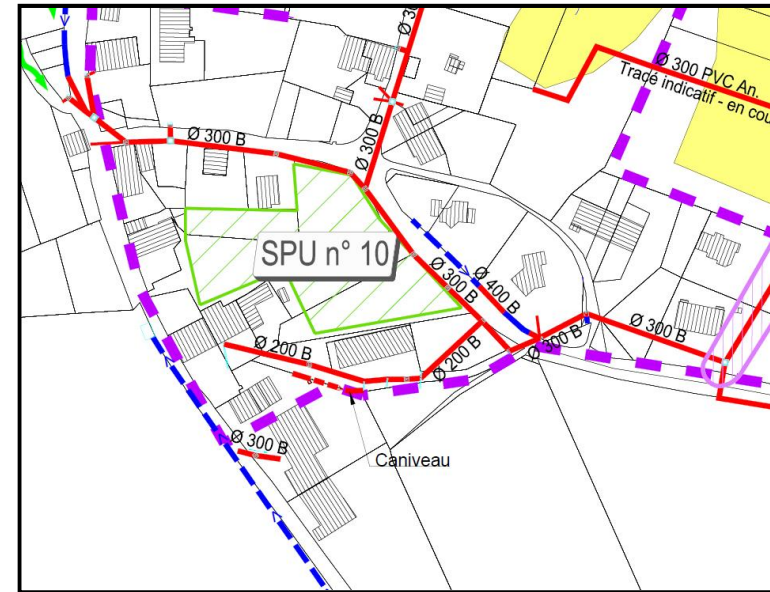 Ø 30
Ø 300 PVC An.
Tracé indicatif - en cou
Ø 300 B
Ø 300 B
SPU n° 10
Ø 300 B
Ø 400 B
Ø 300 B
Ø 300 B
Ø 200 B
Ø 200 B
Ø 300 B
Caniveau